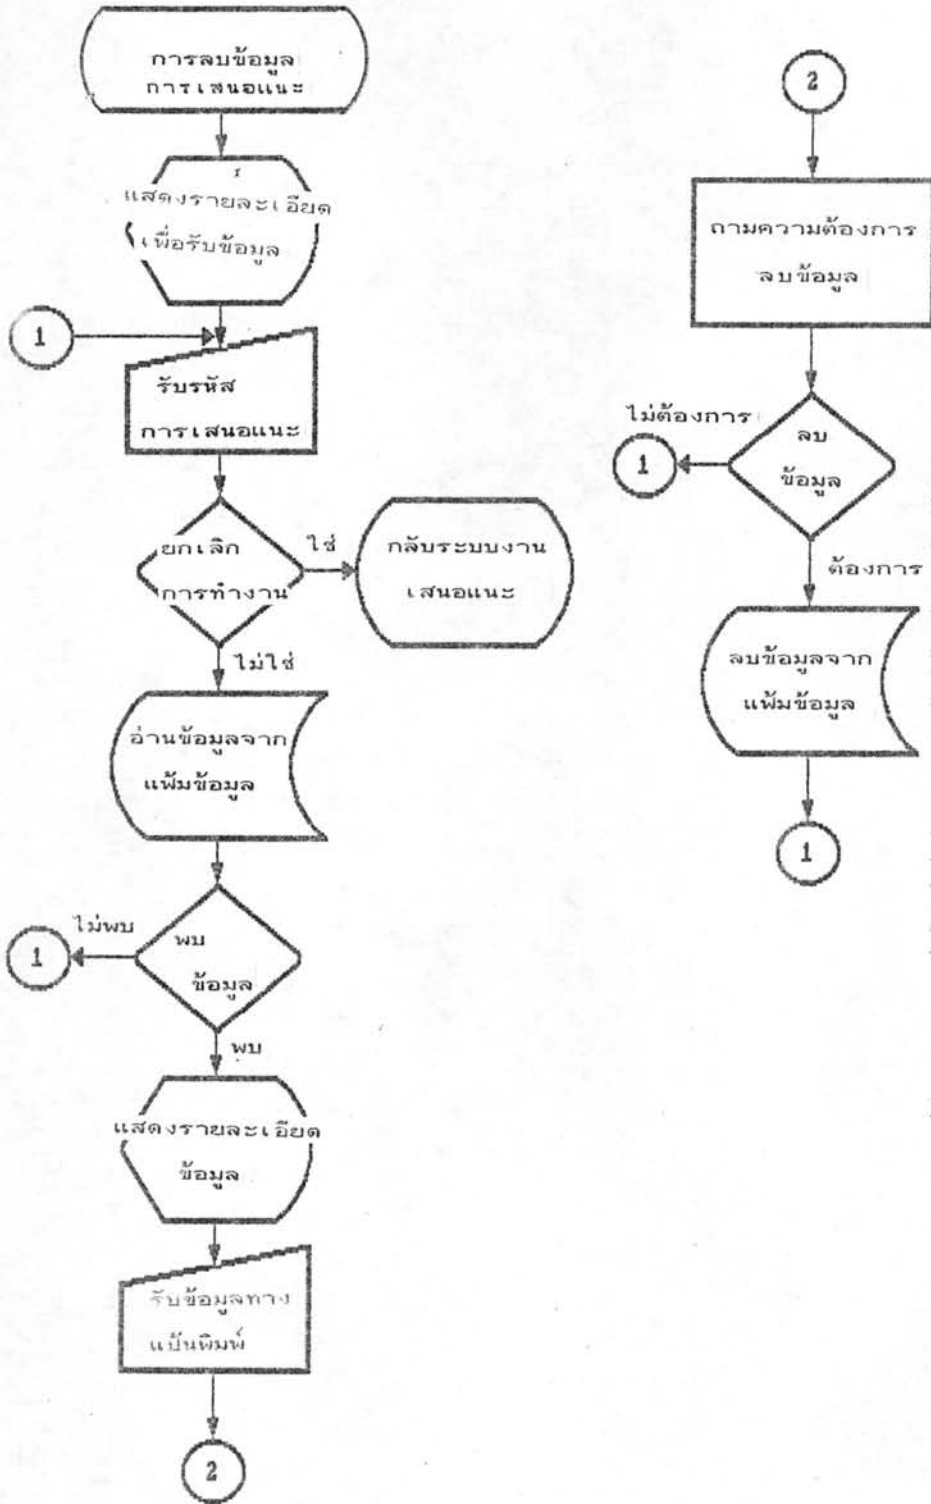 การลบข้อมูล
การเสนอแนะ
แสดงรายละเอียด
เพื่อรับข้อมูล
1
รับรหัส
การเสนอแนะ
ยกเลิก
การทำงาน
ใช่
กลับระบบงาน
เสนอแนะ
ไม่ใช่
อ่านข้อมูลจาก
แฟ้มข้อมูล
ไม่พบ
1
พบ
ข้อมูล
พบ
แสดงรายละเอียด
ข้อมูล
รับข้อมูลทาง
แป้นพิมพ์
2
2
ถามความต้องการ
ลบข้อมูล
ไม่ต้องการ
1
ลบ
ข้อมูล
ต้องการ
ลบข้อมูลจาก
แฟ้มข้อมูล
1